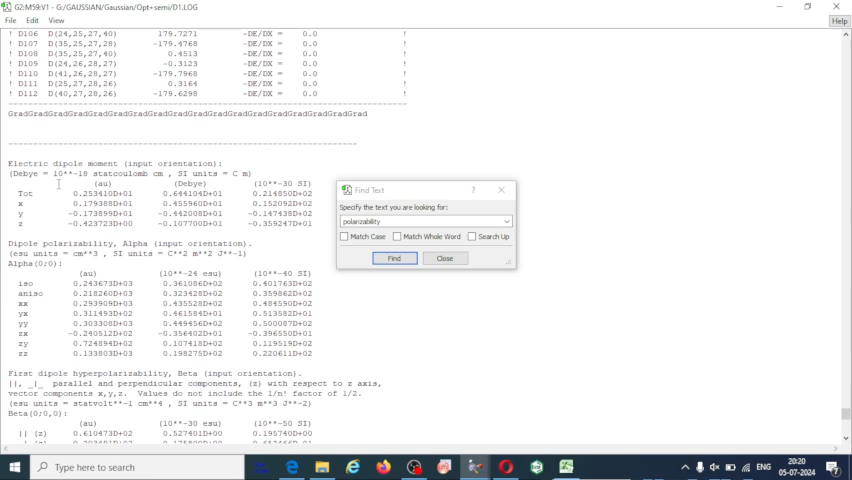 G2:M59:V1 - G:/GAUSSIAN/Gaussian/Opt+semi/D1.LOG
File Edit View
Help
! D106 D(24,25,27,40) 179.7271 -DE/DX = 0.0 !
! D107 D(35,25,27,28) -179.4768 -DE/DX = 0.0 !
! D108 D(35,25,27,40) 0.4513 -DE/DX = 0.0 !
! D109 D(24,26,28,27) -0.3123 -DE/DX = 0.0 !
! D110 D(41,26,28,27) -179.7968 -DE/DX = 0.0 !
! D111 D(25,27,28,26) 0.3164 -DE/DX = 0.0 !
! D112 D(40,27,28,26) -179.6298 -DE/DX = 0.0 !
--------------------------------------------------------------------------------
GradGradGradGradGradGradGradGradGradGradGradGradGradGradGradGradGradGrad
----------------------------------------------------------------------
Electric dipole moment (input orientation):
(Debye = 10**-18 statcoulomb cm , SI units = C m)
(au) (Debye) (10**-30 SI)
Tot 0.253410D+01 0.644104D+01 0.214850D+02
x 0.179388D+01 0.455960D+01 0.152092D+02
y -0.173899D+01 -0.442008D+01 -0.147438D+02
z -0.423723D+00 -0.107700D+01 -0.359247D+01
Dipole polarizability, Alpha (input orientation).
(esu units = cm**3 , SI units = C**2 m**2 J**-1)
Alpha(0;0):
(au) (10**-24 esu) (10**-40 SI)
iso 0.243673D+03 0.361086D+02 0.401763D+02
aniso 0.218260D+03 0.323428D+02 0.359862D+02
xx 0.293909D+03 0.435528D+02 0.484590D+02
yx 0.311493D+02 0.461584D+01 0.513582D+01
yy 0.303308D+03 0.449456D+02 0.500087D+02
zx -0.240512D+02 -0.356402D+01 -0.396550D+01
zy 0.724894D+02 0.107418D+02 0.119519D+02
zz 0.133803D+03 0.198275D+02 0.220611D+02
First dipole hyperpolarizability, Beta (input orientation).
||, _|_ parallel and perpendicular components, (z) with respect to z axis,
vector components x,y,z. Values do not include the 1/n! factor of 1/2.
(esu units = statvolt**-1 cm**4 , SI units = C**3 m**3 J**-2)
Beta(0;0,0):
(au) (10**-30 esu) (10**-50 SI)
|| (z) 0.610473D+02 0.527401D+00 0.195740D+00
Find Text
Specify the text you are looking for:
polarizability
Match Case Match Whole Word Search Up
Find Close
Type here to search
ENG
20:20
05-07-2024